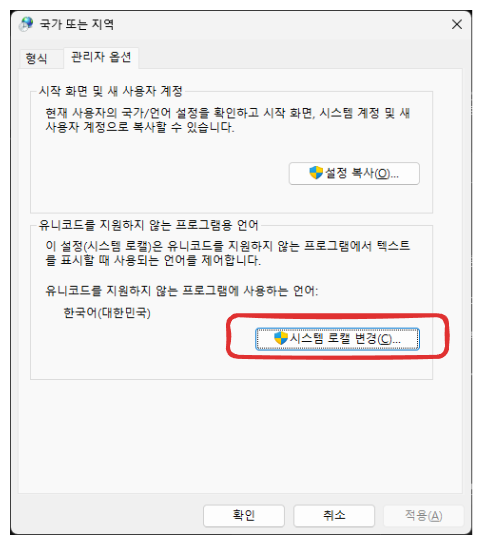 국가 또는 지역
형식
관리자 옵션
시작 화면 및 새 사용자 계정
현재 사용자의 국가/언어 설정을 확인하고 시작 화면, 시스템 계정 및 새
사용자 계정으로 복사할 수 있습니다.
설정 복사(O)...
유니코드를 지원하지 않는 프로그램용 언어
이 설정(시스템 로캘)은 유니코드를 지원하지 않는 프로그램에서 텍스트
를 표시할 때 사용되는 언어를 제어합니다.
유니코드를 지원하지 않는 프로그램에 사용하는 언어:
한국어(대한민국)
시스템 로캘 변경(C)...
확인
취소
적용(A)